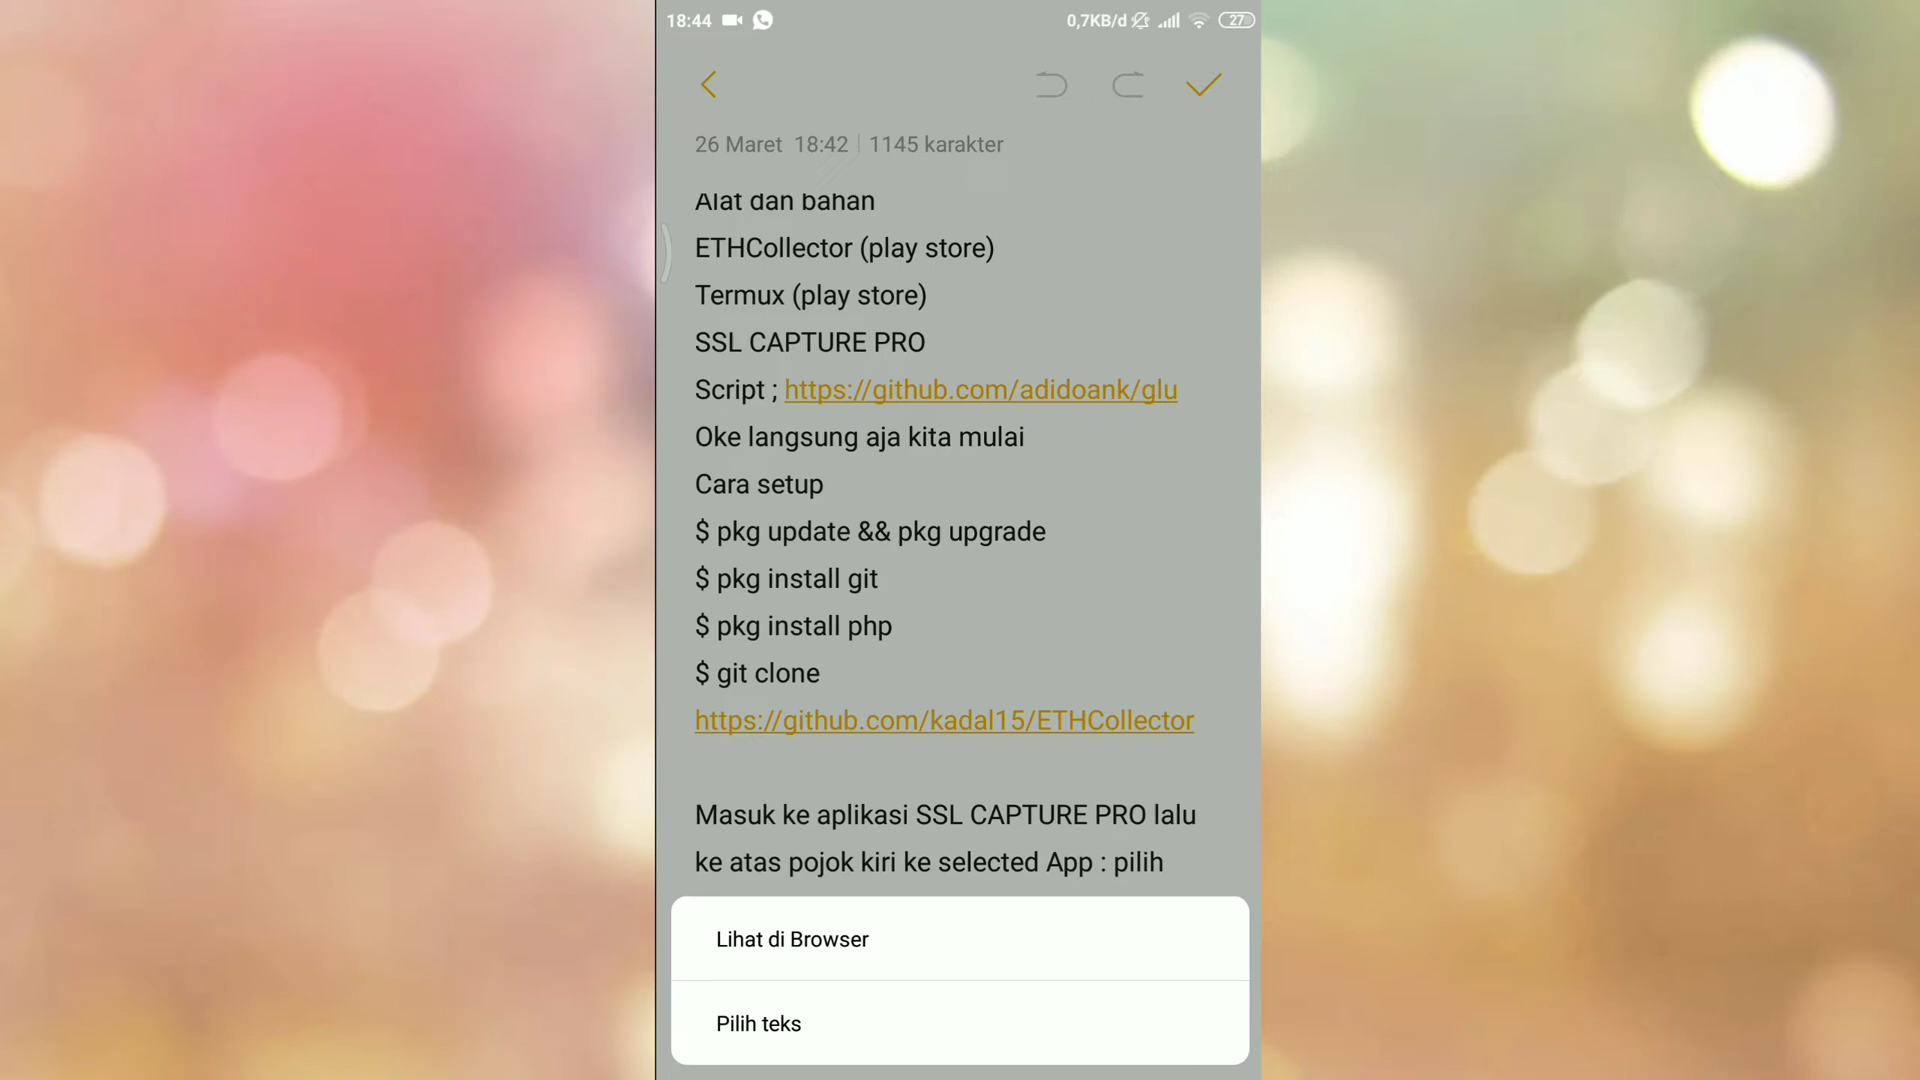 18:44
0,7KB/d
27
26 Maret 18:42 | 1145 karakter
Alat dan bahan
ETHCollector (play store)
Termux (play store)
SSL CAPTURE PRO
Script ; https://github.com/adidoank/glu
Oke langsung aja kita mulai
Cara setup
$ pkg update && pkg upgrade
$ pkg install git
$ pkg install php
$ git clone
https://github.com/kadal15/ETHCollector
Masuk ke aplikasi SSL CAPTURE PRO lalu
ke atas pojok kiri ke selected App : pilih
Lihat di Browser
Pilih teks